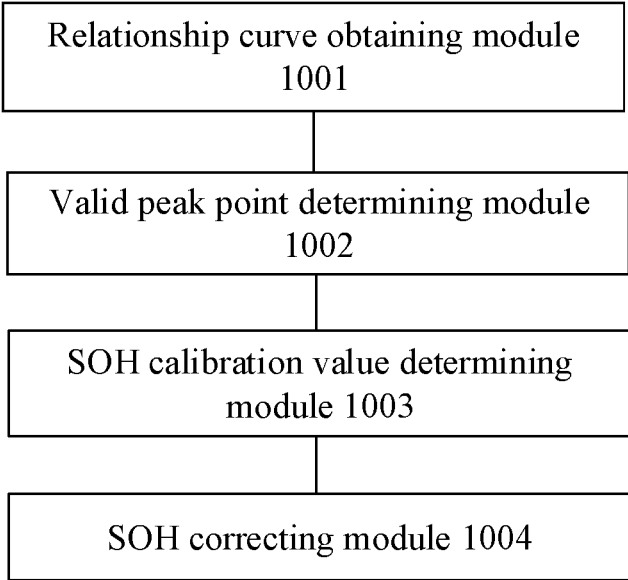 Relationship curve obtaining module
1001
Valid peak point determining module
1002
SOH calibration value determining
module 1003
SOH correcting module 1004